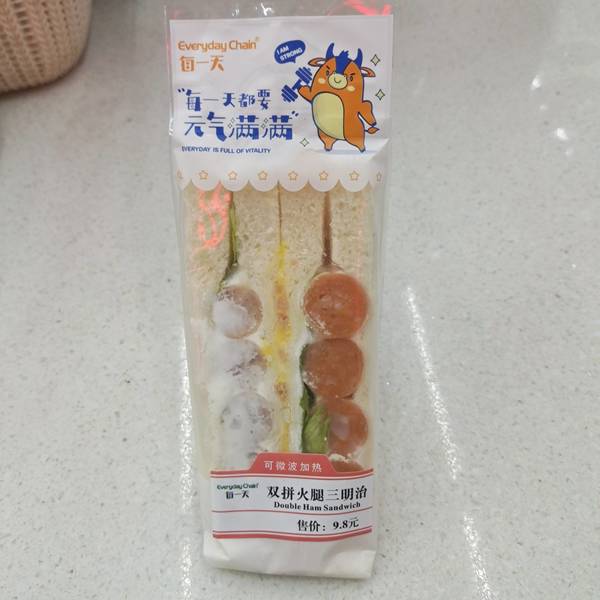 Everyday Chain®
每一天
I AM
STRONG
"每一天都要
元气满满"
EVERYDAY IS FULL OF VITALITY
可微波加热
Everyday Chain®
每一天
双拼火腿三明治
Double Ham Sandwich
售价：9.8元